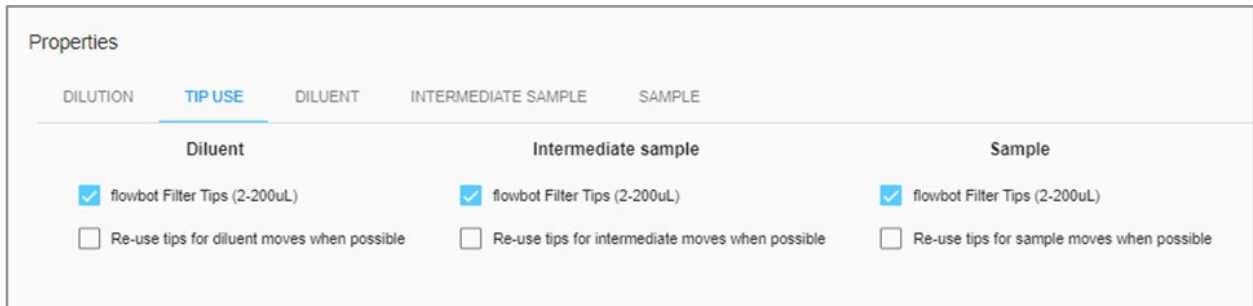 Properties
DILUTION TIP USE DILUENT INTERMEDIATE SAMPLE SAMPLE
Diluent Intermediate sample Sample
flowbot Filter Tips (2-200uL) flowbot Filter Tips (2-200uL) flowbot Filter Tips (2-200uL)
Re-use tips for diluent moves when possible Re-use tips for intermediate moves when possible Re-use tips for sample moves when possible